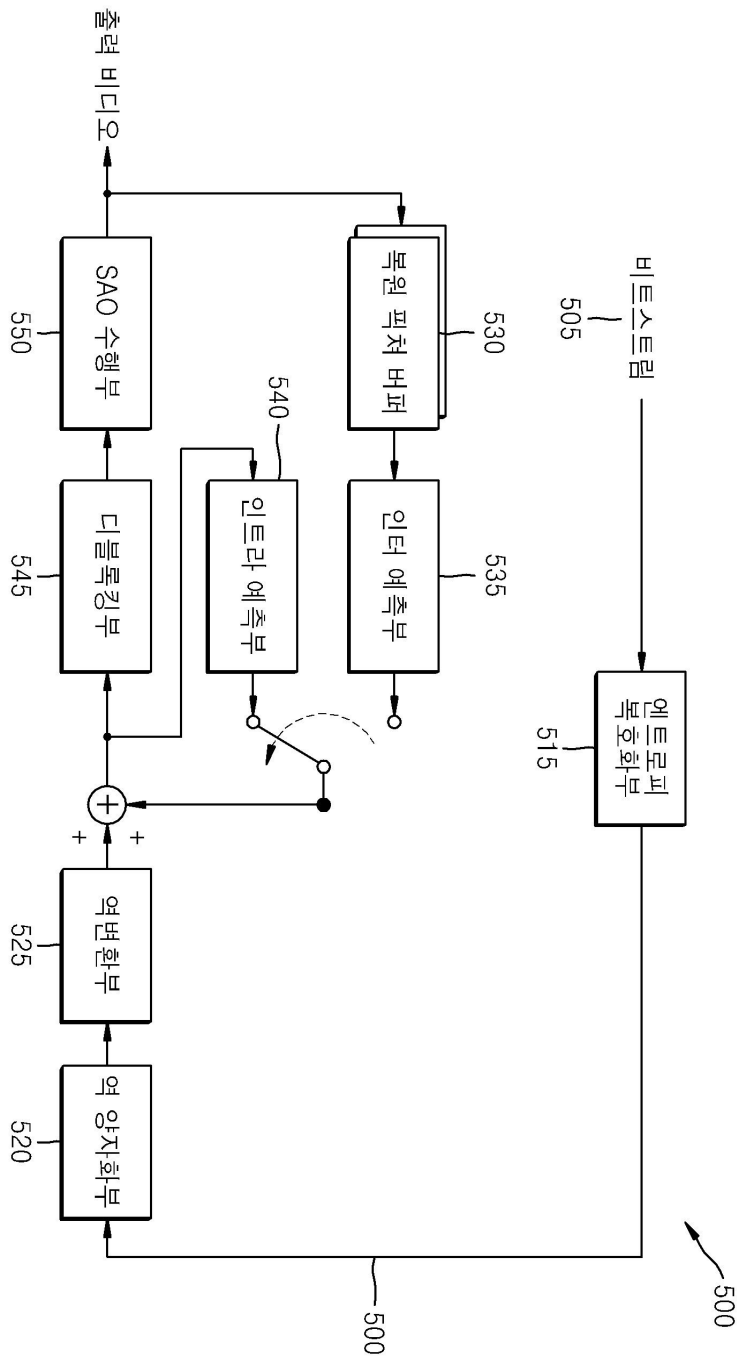 500
비트스트림
505
엔트로피
복호화부
515
500
복원 픽쳐 버퍼
530
인터 예측부
535
인트라 예측부
540
출력 비디오
SAO 수행부
550
디블록킹부
545
+
+
+
역변환부
525
역 양자화부
520